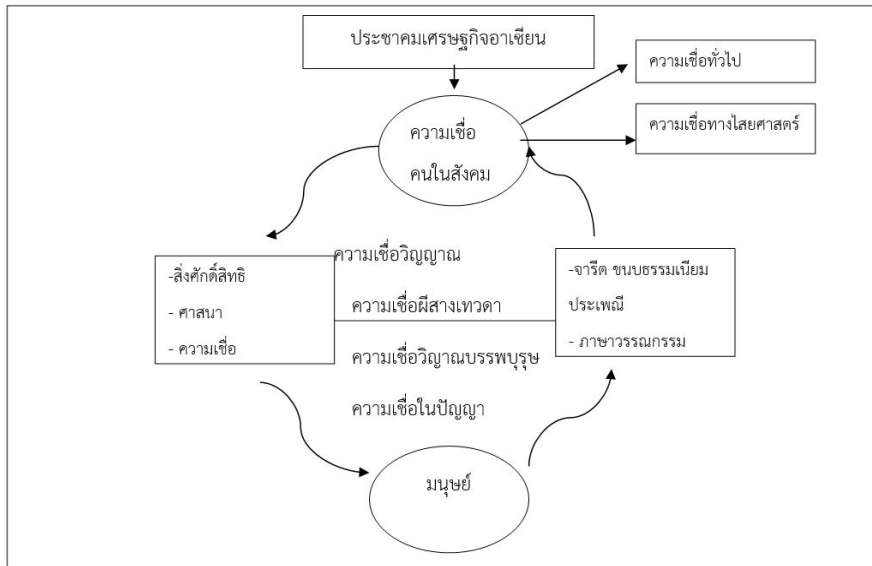 ประชาคมเศรษฐกิจอาเซียน
ความเชื่อทั่วไป
ความเชื่อทางไสยศาสตร์
ความเชื่อ
คนในสังคม
ความเชื่อวิญญาณ
ความเชื่อผีสางเทวดา
ความเชื่อวิญาณบรรพบุรุษ
ความเชื่อในปัญญา
-สิ่งศักดิ์สิทธิ
- ศาสนา
- ความเชื่อ
-จารีต ขนบธรรมเนียม
ประเพณี
- ภาษาวรรณกรรม
มนุษย์